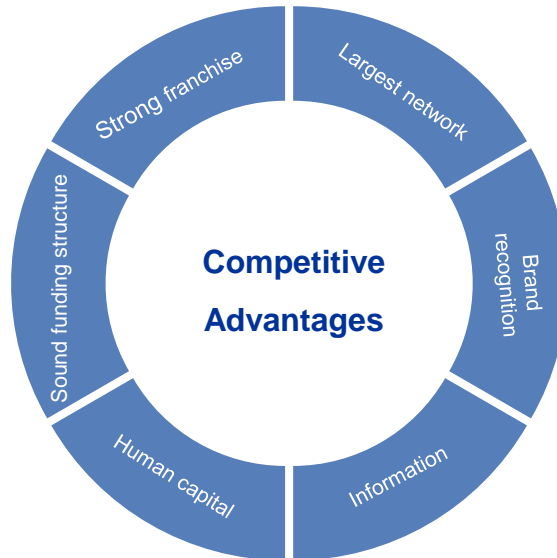 Strong franchise
Largest network
Sound funding structure
Competitive
Advantages
Brand
recognition
Human capital
Information